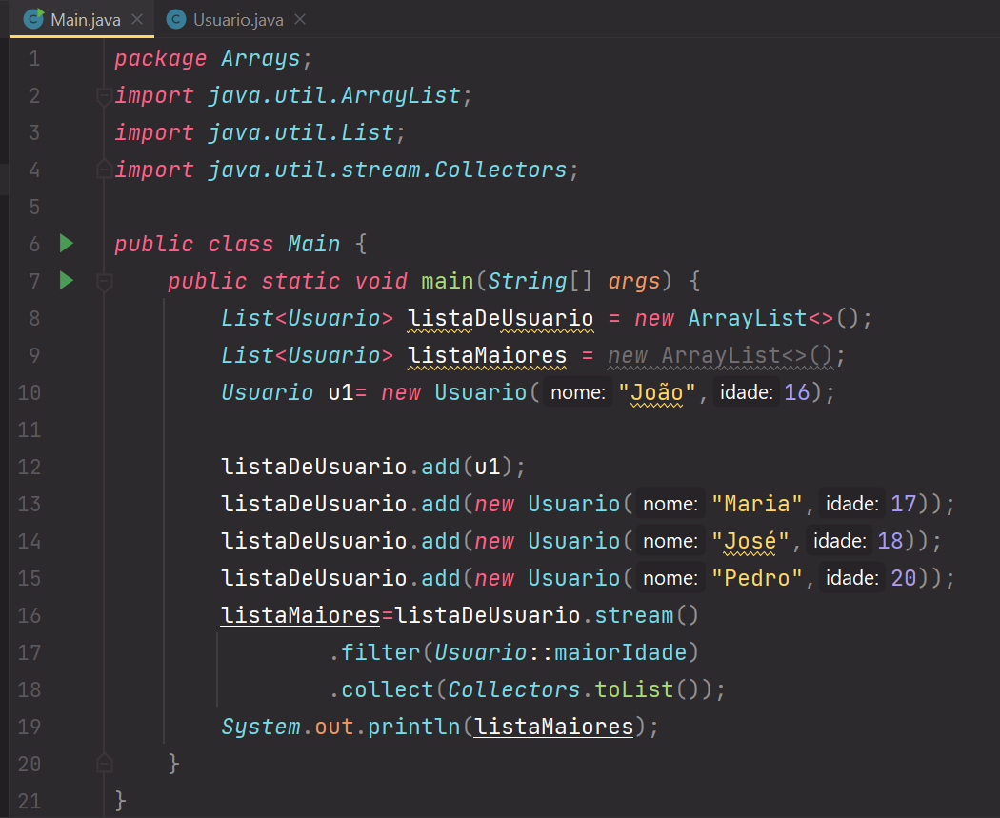 Main.java × Usuario.java ×
1 package Arrays;
2 import java.util.ArrayList;
3 import java.util.List;
4 import java.util.stream.Collectors;
5
6 public class Main {
7     public static void main(String[] args) {
8         List<Usuario> listaDeUsuario = new ArrayList<>();
9         List<Usuario> listaMaiores = new ArrayList<>();
10         Usuario u1= new Usuario( nome: "João", idade: 16);
11
12         listaDeUsuario.add(u1);
13         listaDeUsuario.add(new Usuario( nome: "Maria", idade: 17));
14         listaDeUsuario.add(new Usuario( nome: "José", idade: 18));
15         listaDeUsuario.add(new Usuario( nome: "Pedro", idade: 20));
16         listaMaiores=listaDeUsuario.stream()
17                 .filter(Usuario::maiorIdade)
18                 .collect(Collectors.toList());
19         System.out.println(listaMaiores);
20     }
21 }